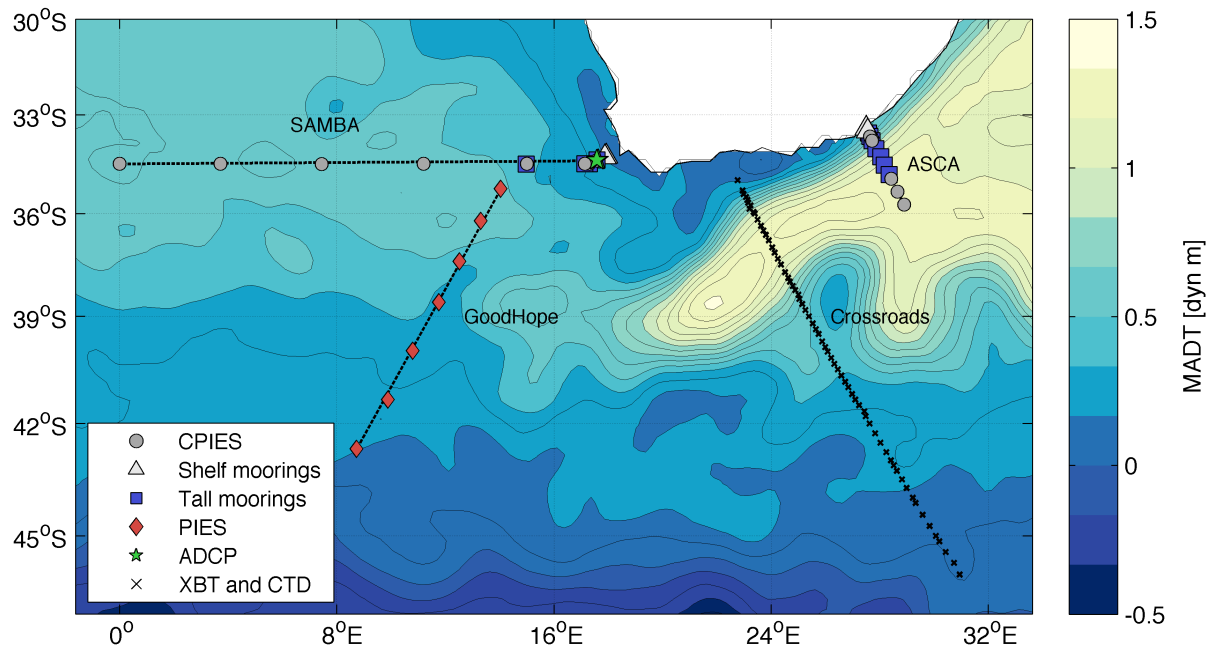 30°S
33°S
36°S
39°S
42°S
45°S
SAMBA
ASCA
GoodHope
Crossroads
CPIES
Shelf moorings
Tall moorings
PIES
ADCP
XBT and CTD
0°
8°E
16°E
24°E
32°E
1.5
1
0.5
0
-0.5
MADT [dyn m]